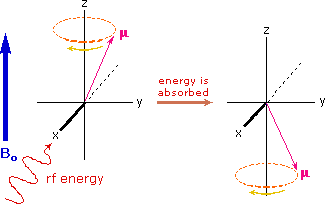 z
μ
y
x
Bo
rf energy
energy is
absorbed
z
y
x
μ